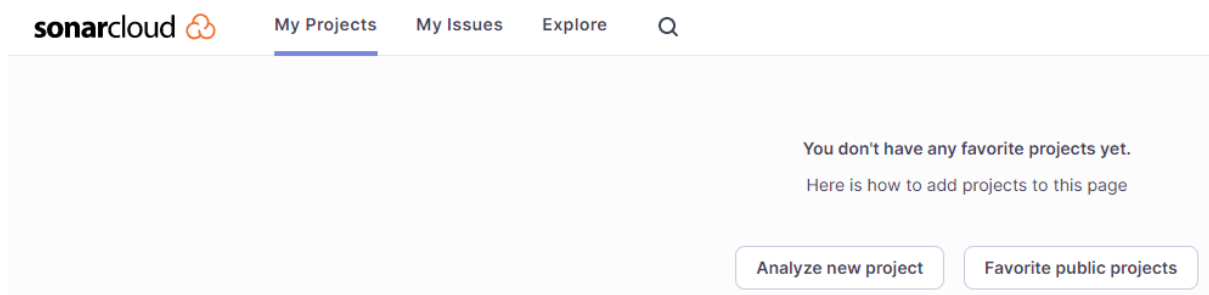 sonarcloud My Projects My Issues Explore
You don't have any favorite projects yet.
Here is how to add projects to this page
Analyze new project Favorite public projects